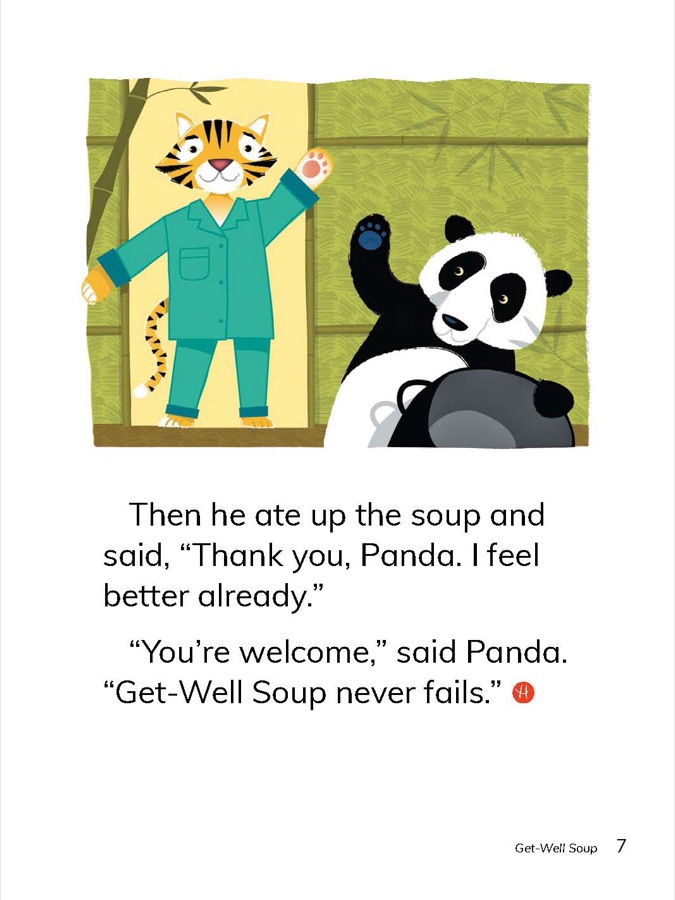 Then he ate up the soup and
said, “Thank you, Panda. I feel
better already.”
“You’re welcome,” said Panda.
“Get-Well Soup never fails.” H
Get-Well Soup 7